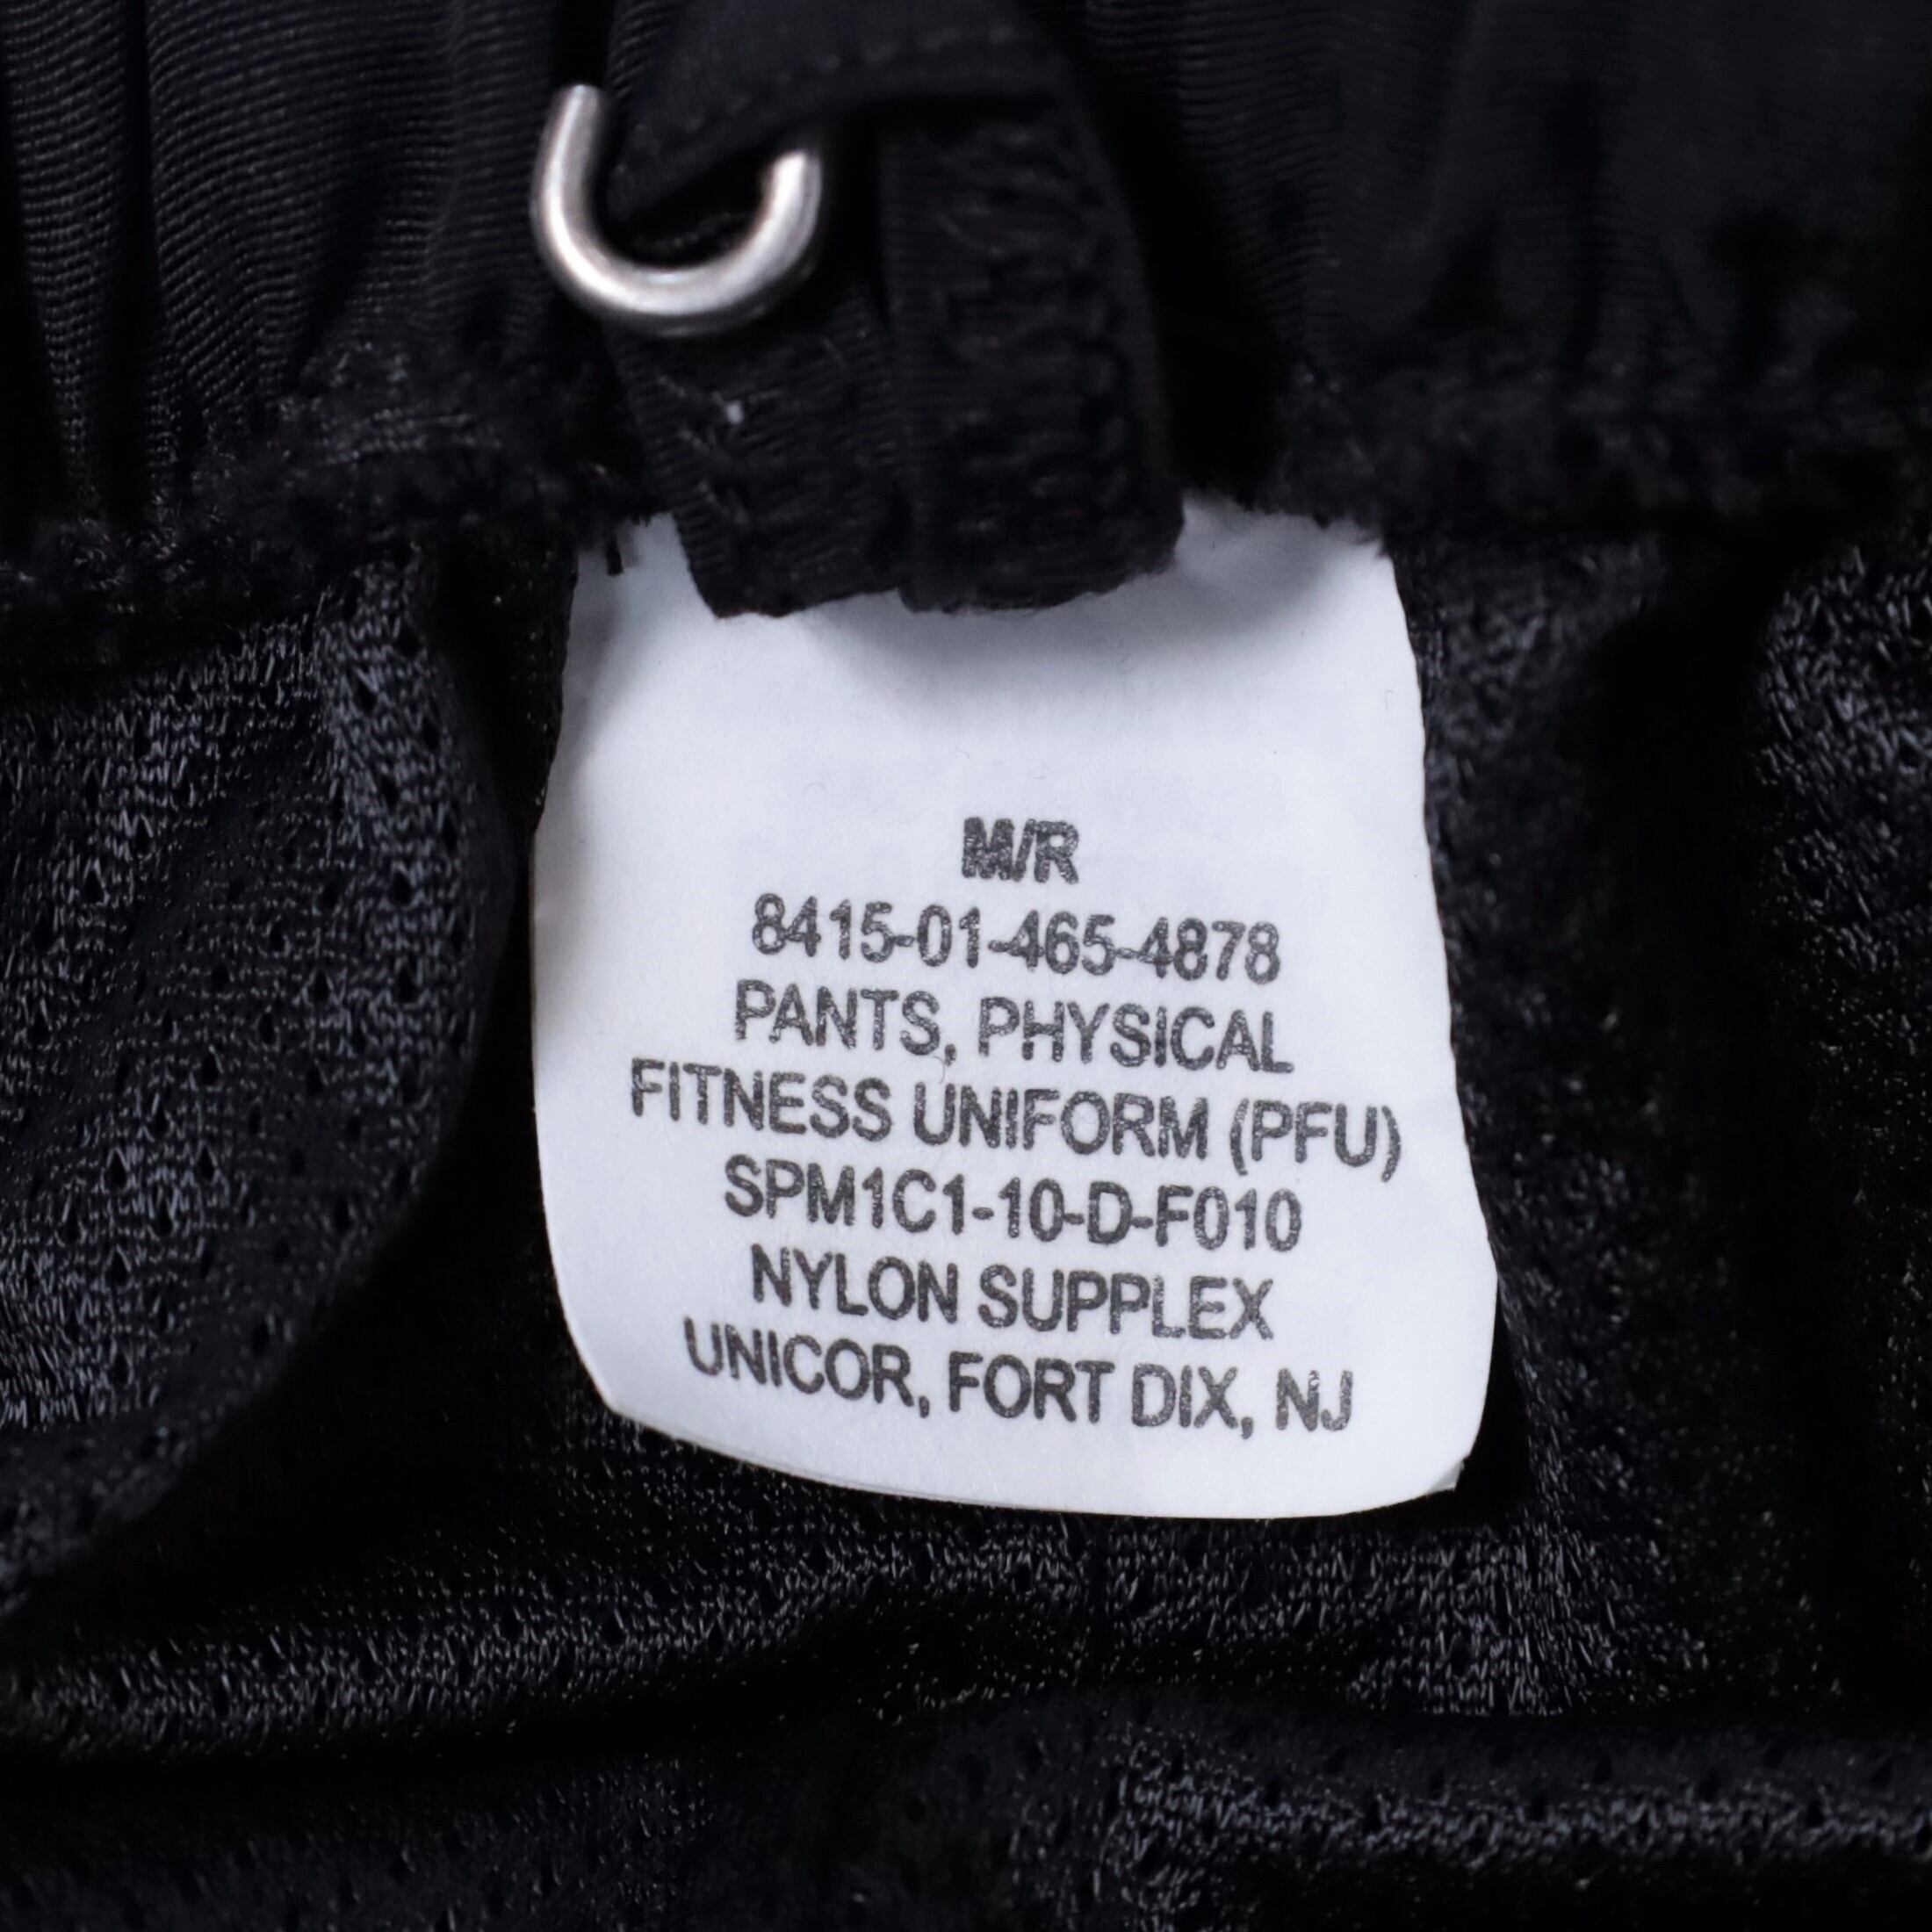 M/R
8415-01-465-4878
PANTS, PHYSICAL
FITNESS UNIFORM (PFU)
SPM1C1-10-D-F010
NYLON SUPPLEX
UNICOR, FORT DIX, NJ